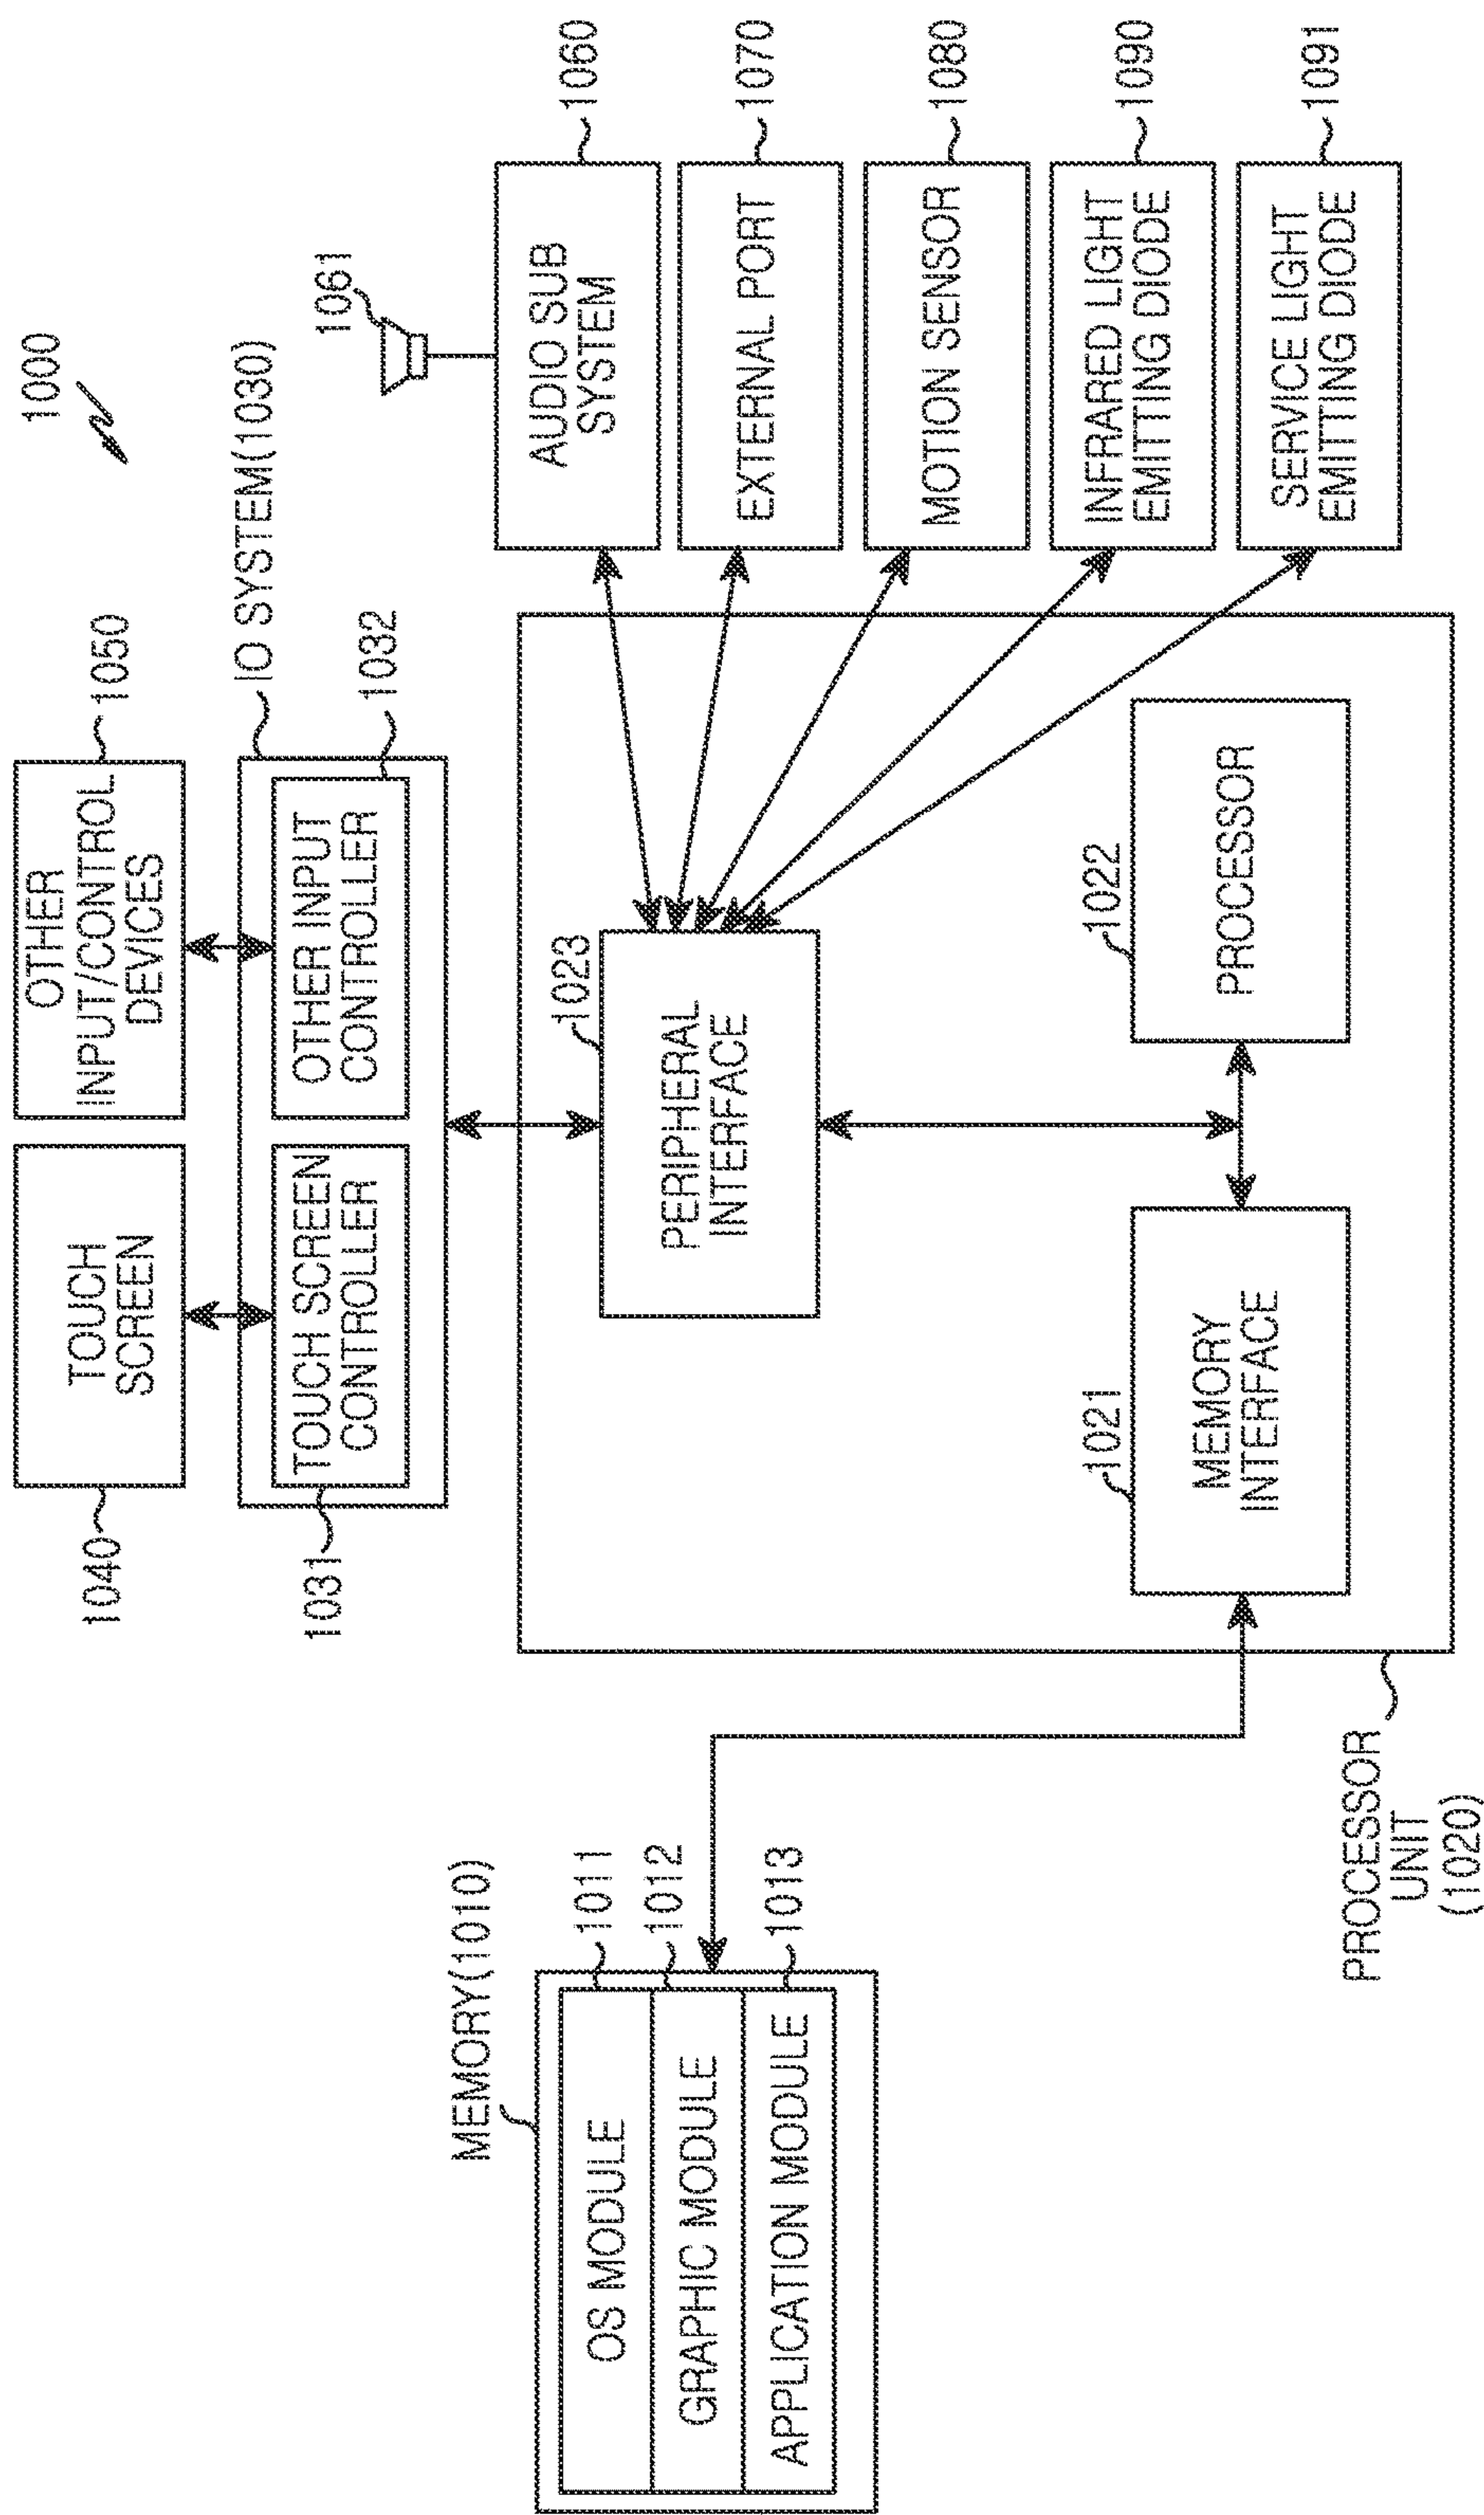 1000
OTHER
INPUT/CONTROL
DEVICES
1050
TOUCH
SCREEN
1040
IO SYSTEM(1030)
TOUCH SCREEN
CONTROLLER
1031
OTHER INPUT
CONTROLLER
1032
1061
AUDIO SUB
SYSTEM
1060
EXTERNAL PORT
1070
MOTION SENSOR
1080
INFRARED LIGHT
EMITTING DIODE
1090
SERVICE LIGHT
EMITTING DIODE
1091
MEMORY(1010)
OS MODULE
1011
GRAPHIC MODULE
1012
APPLICATION MODULE
1013
1023
PERIPHERAL
INTERFACE
1021
MEMORY
INTERFACE
1022
PROCESSOR
PROCESSOR
UNIT
(1020)